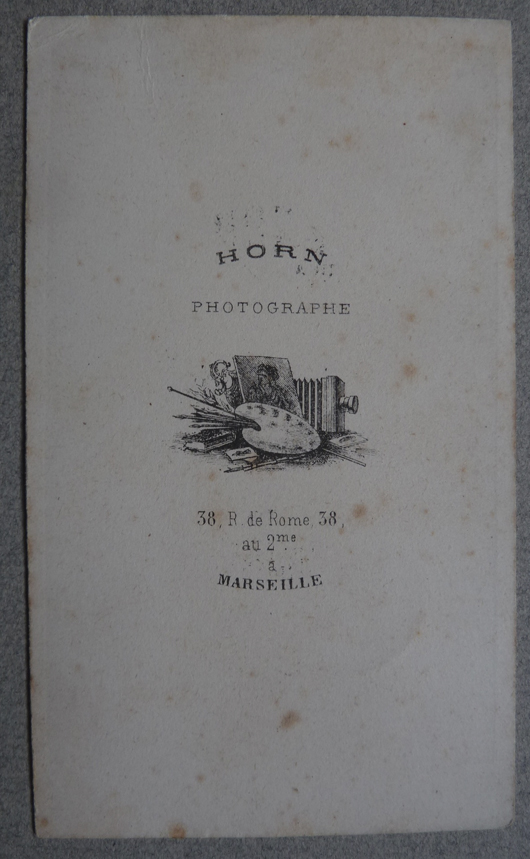 HORN
PHOTOGRAPHE
38, R. de Rome, 38,
au 2me
à
MARSEILLE